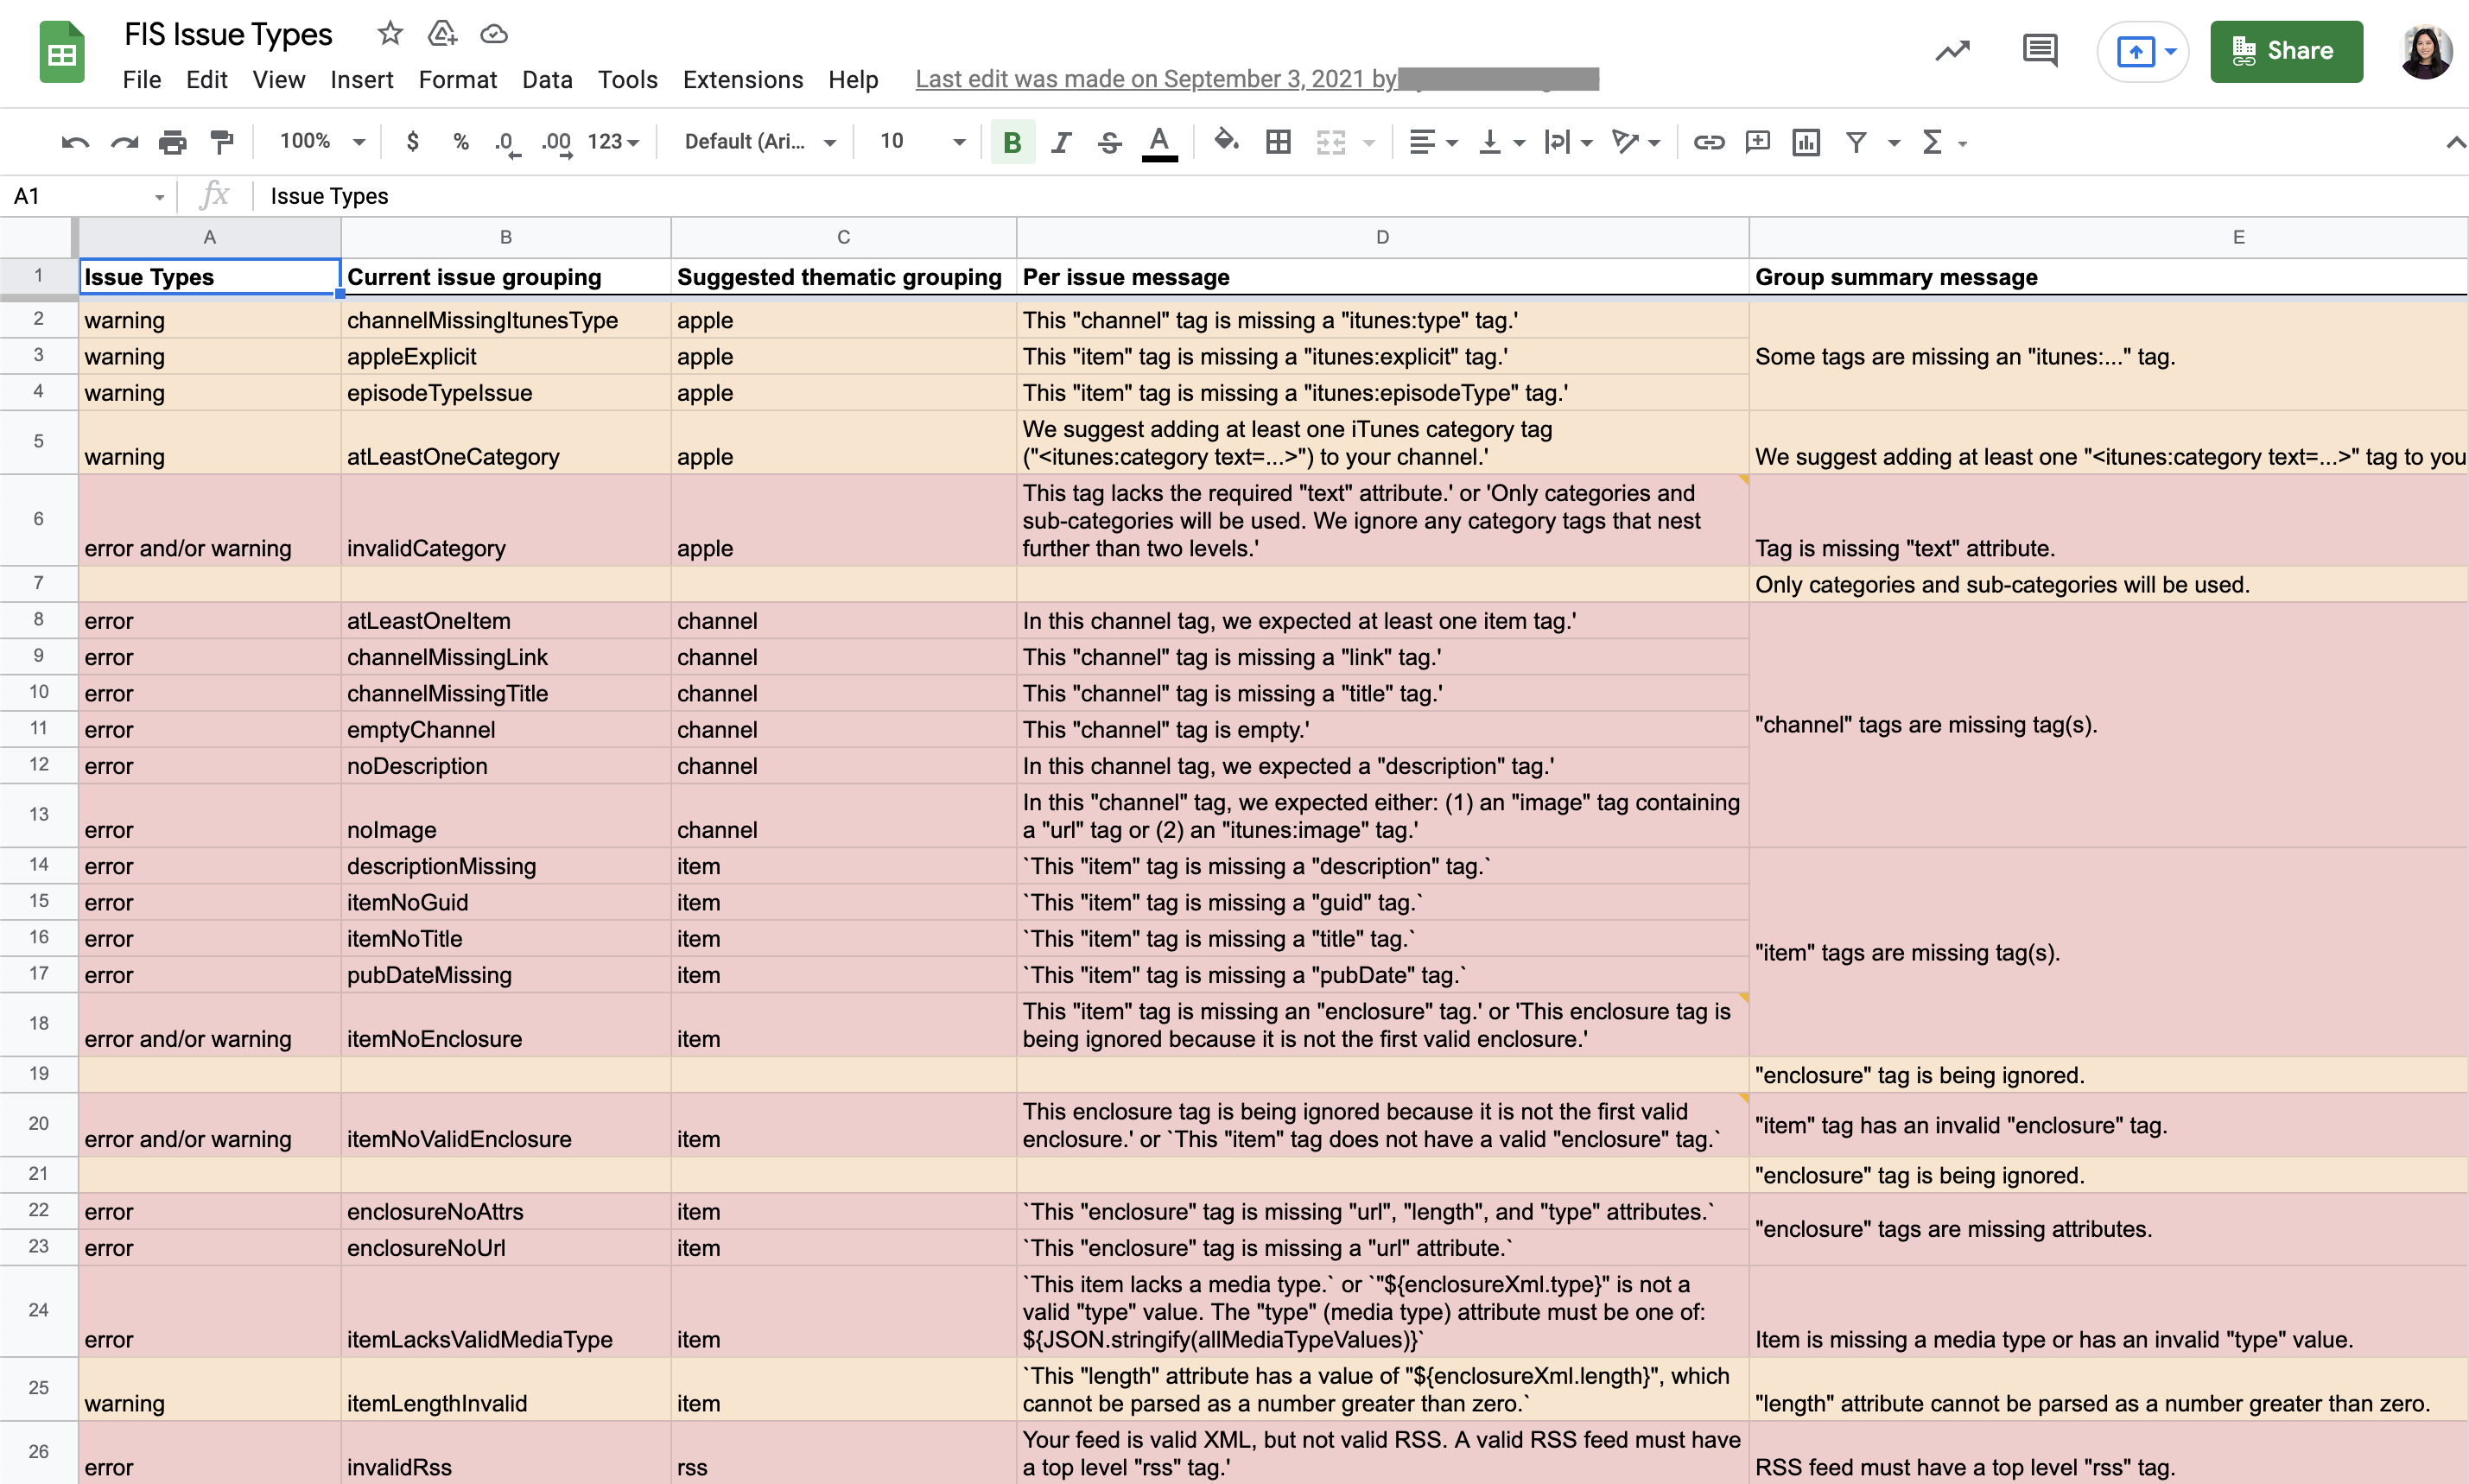 FIS Issue Types
File Edit View Insert Format Data Tools Extensions Help Last edit was made on September 3, 2021 by
Share
100% $ % .0 .00 123 Default (Ari... 10 B I S A
A1 fx Issue Types
A B C D E
1 Issue Types Current issue grouping Suggested thematic grouping Per issue message Group summary message
2 warning channelMissingItunesType apple This "channel" tag is missing a "itunes:type" tag.'
3 warning appleExplicit apple This "item" tag is missing a "itunes:explicit" tag.' Some tags are missing an "itunes:..." tag.
4 warning episodeTypeIssue apple This "item" tag is missing a "itunes:episodeType" tag.'
We suggest adding at least one iTunes category tag
5 warning atLeastOneCategory apple ("<itunes:category text=...>") to your channel.' We suggest adding at least one "<itunes:category text=...>" tag to you
This tag lacks the required "text" attribute.' or 'Only categories and
6 sub-categories will be used. We ignore any category tags that nest
error and/or warning invalidCategory apple further than two levels.' Tag is missing "text" attribute.
7 Only categories and sub-categories will be used.
8 error atLeastOneItem channel In this channel tag, we expected at least one item tag.'
9 error channelMissingLink channel This "channel" tag is missing a "link" tag.'
10 error channelMissingTitle channel This "channel" tag is missing a "title" tag.'
11 error emptyChannel channel This "channel" tag is empty.' "channel" tags are missing tag(s).
12 error noDescription channel In this channel tag, we expected a "description" tag.'
In this "channel" tag, we expected either: (1) an "image" tag containing
13 error noImage channel a "url" tag or (2) an "itunes:image" tag.'
14 error descriptionMissing item `This "item" tag is missing a "description" tag.`
15 error itemNoGuid item `This "item" tag is missing a "guid" tag.`
16 error itemNoTitle item `This "item" tag is missing a "title" tag.` "item" tags are missing tag(s).
17 error pubDateMissing item `This "item" tag is missing a "pubDate" tag.`
This "item" tag is missing an "enclosure" tag.' or 'This enclosure tag is
18 error and/or warning itemNoEnclosure item being ignored because it is not the first valid enclosure.'
19 "enclosure" tag is being ignored.
This enclosure tag is being ignored because it is not the first valid
20 error and/or warning itemNoValidEnclosure item enclosure.' or `This "item" tag does not have a valid "enclosure" tag.` "item" tag has an invalid "enclosure" tag.
21 "enclosure" tag is being ignored.
22 error enclosureNoAttrs item `This "enclosure" tag is missing "url", "length", and "type" attributes.` "enclosure" tags are missing attributes.
23 error enclosureNoUrl item `This "enclosure" tag is missing a "url" attribute.`
`This item lacks a media type.` or `"${enclosureXml.type}" is not a
24 valid "type" value. The "type" (media type) attribute must be one of:
error itemLacksValidMediaType item ${JSON.stringify(allMediaTypeValues)}` Item is missing a media type or has an invalid "type" value.
`This "length" attribute has a value of "${enclosureXml.length}", which
25 warning itemLengthInvalid item cannot be parsed as a number greater than zero.` "length" attribute cannot be parsed as a number greater than zero.
Your feed is valid XML, but not valid RSS. A valid RSS feed must have
26 error invalidRss rss a top level "rss" tag.' RSS feed must have a top level "rss" tag.